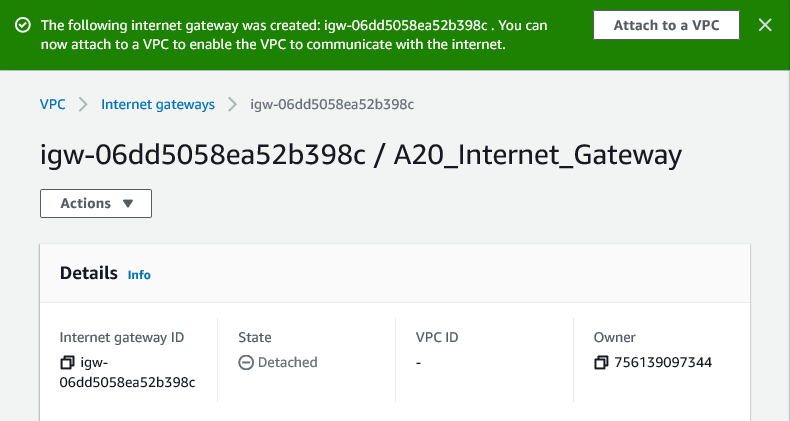 The following internet gateway was created: igw-06dd5058ea52b398c . You can
now attach to a VPC to enable the VPC to communicate with the internet.
Attach to a VPC
VPC
Internet gateways
igw-06dd5058ea52b398c
igw-06dd5058ea52b398c / A20_Internet_Gateway
Actions
Details Info
Internet gateway ID
igw-
06dd5058ea52b398c
State
Detached
VPC ID
-
Owner
756139097344